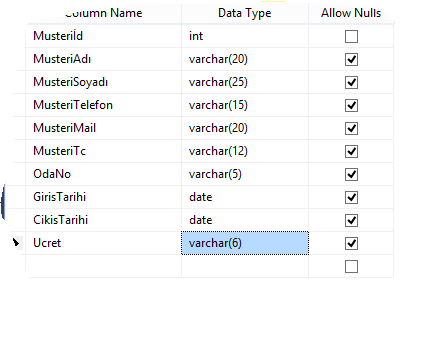 Column Name Data Type Allow Nulls
Musterİd int
MusteriAdı varchar(20)
MusteriSoyadı varchar(25)
MusteriTelefon varchar(15)
MusteriMail varchar(20)
MusteriTc varchar(12)
OdaNo varchar(5)
GirisTarihi date
CikisTarihi date
Ucret varchar(6)